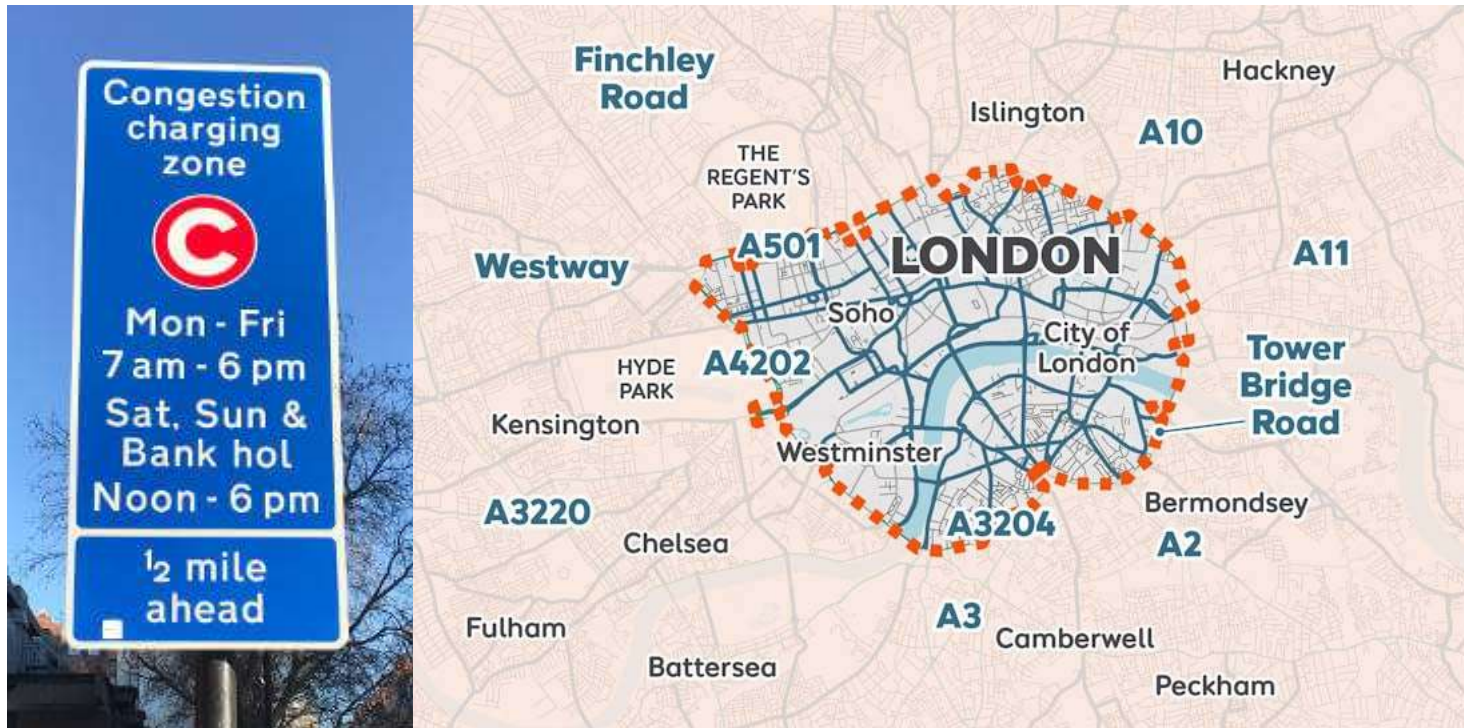 Congestion
charging
zone
C
Mon - Fri
7 am - 6 pm
Sat, Sun &
Bank hol
Noon - 6 pm
½ mile
ahead
Finchley
Road
Hackney
Islington
A10
THE
REGENT'S
PARK
A501
LONDON
Westway
A11
Soho
City of
London
HYDE
PARK
A4202
Tower
Bridge
Road
Kensington
Westminster
A3220
Chelsea
A3204
Bermondsey
A2
Fulham
A3
Camberwell
Battersea
Peckham